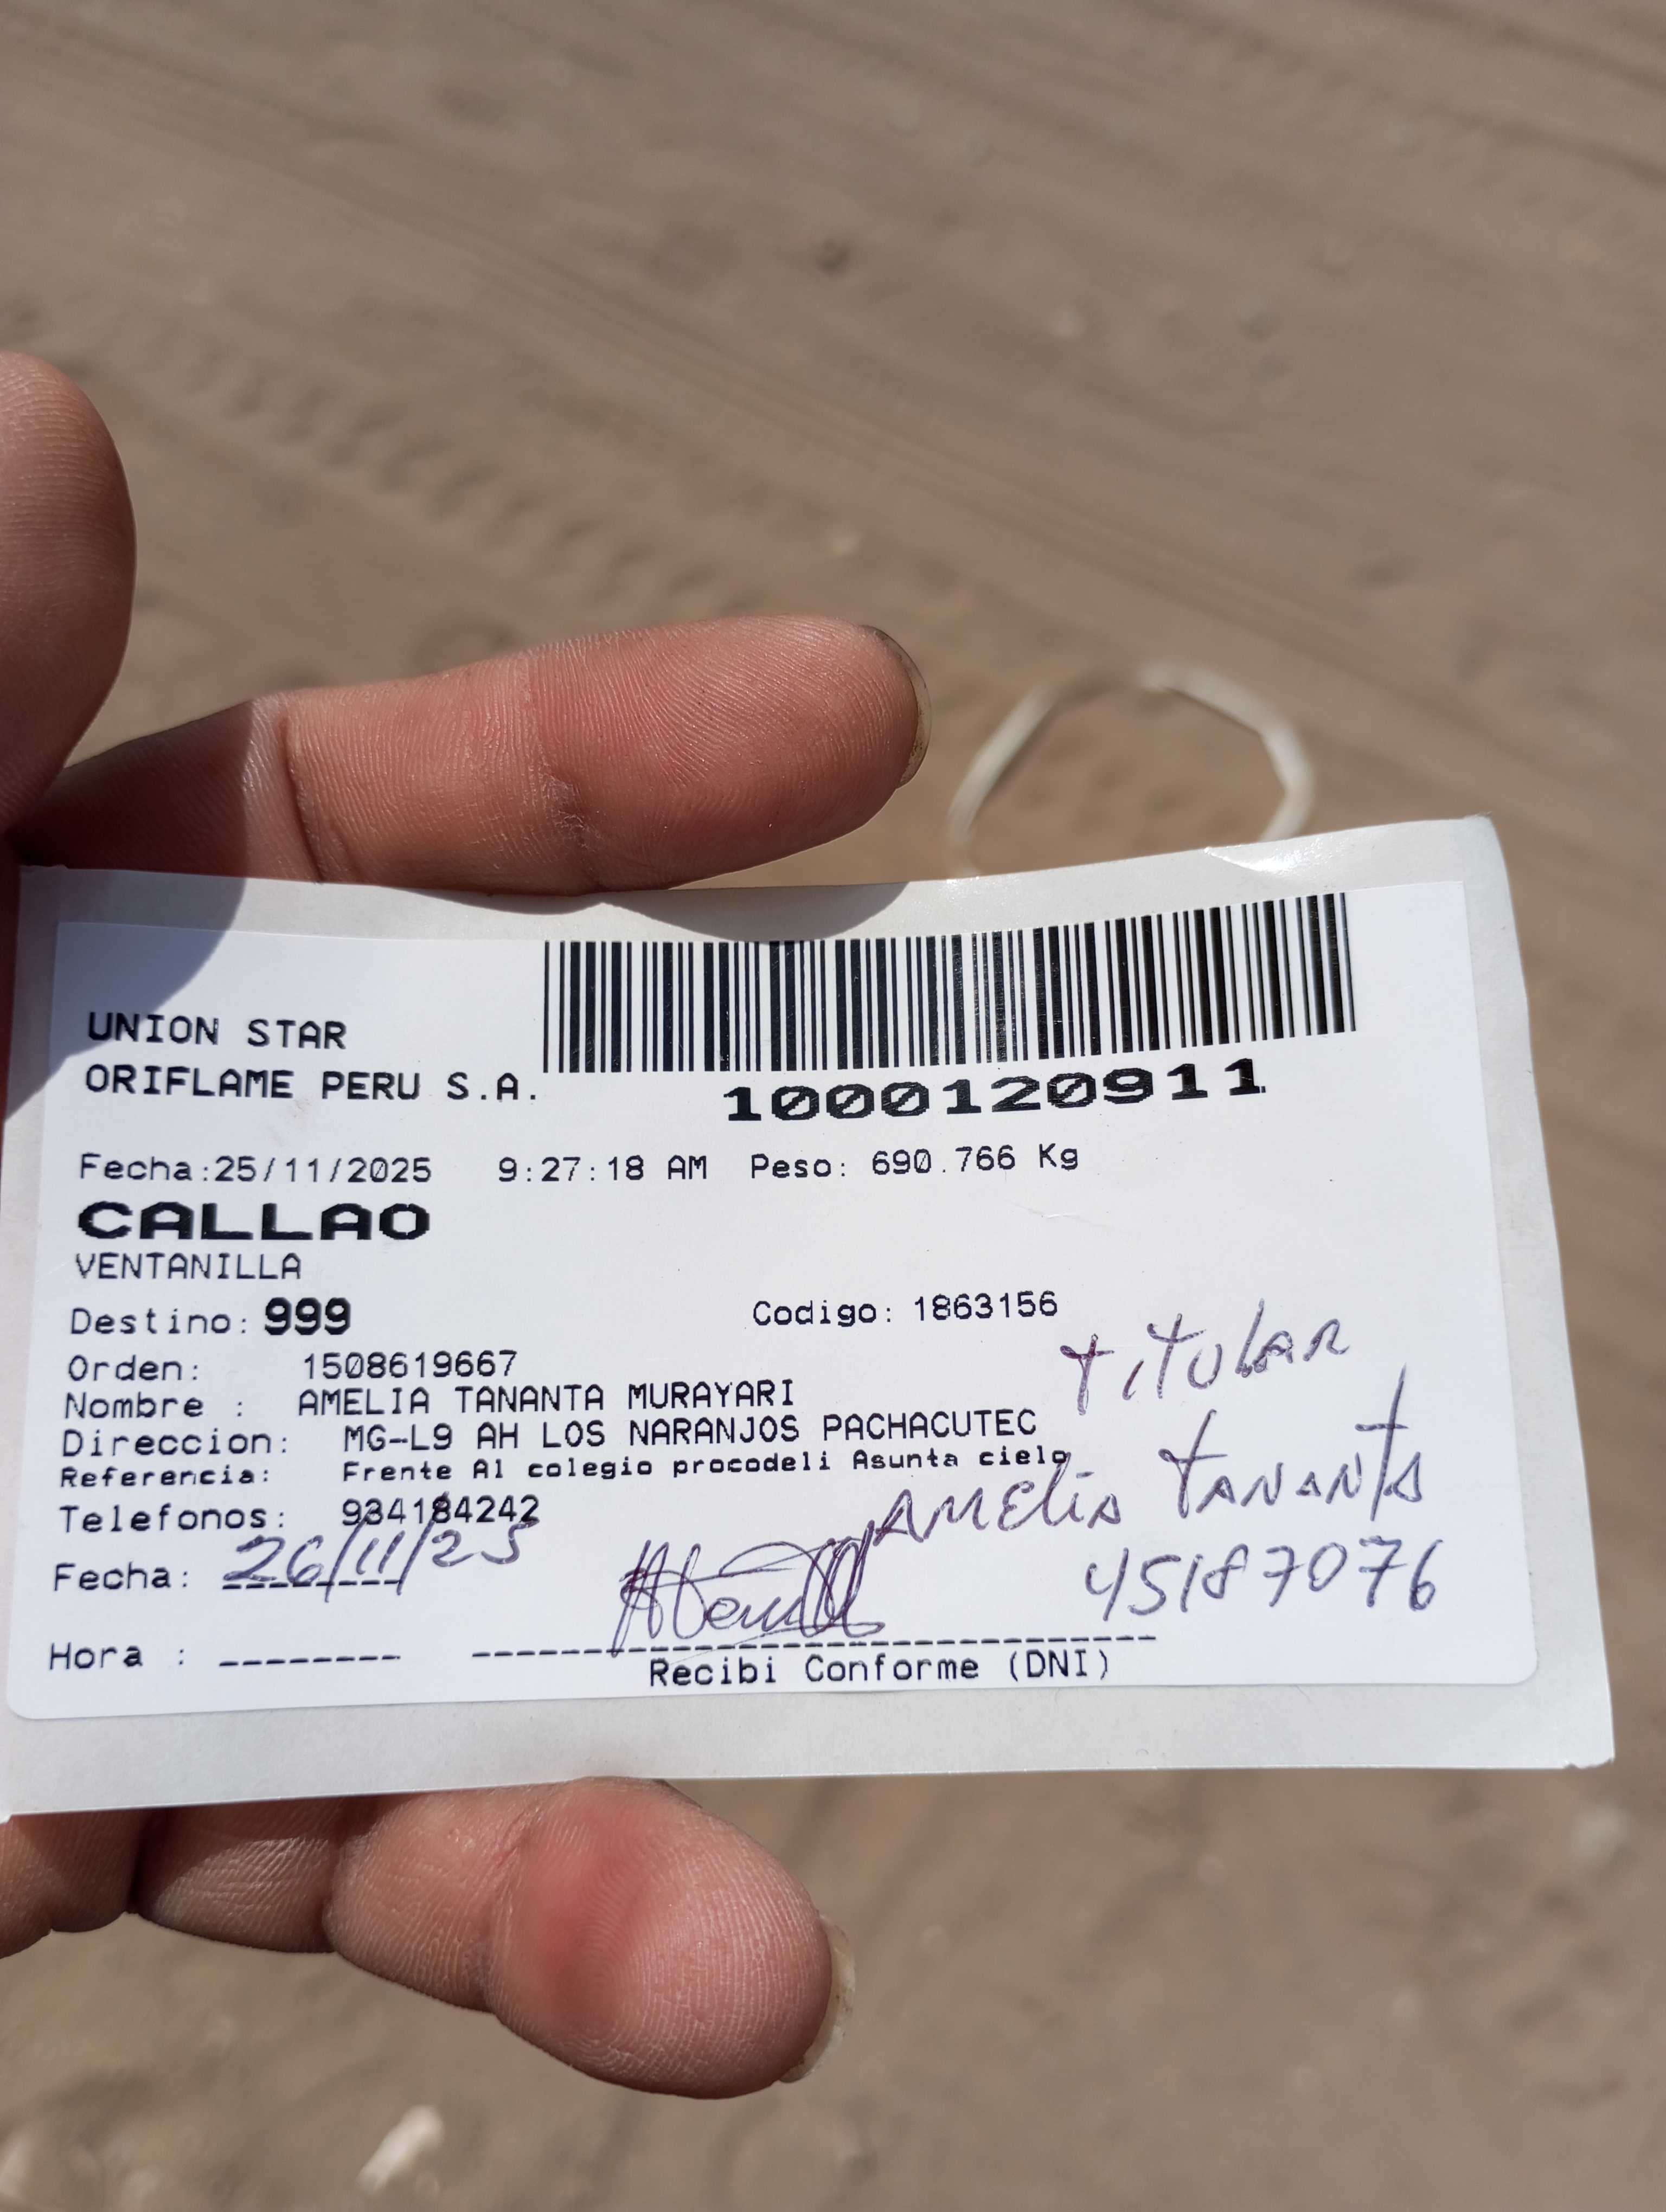 UNION STAR
ORIFLAME PERU S.A.
1000120911
Fecha:25/11/2025 9:27:18 AM Peso: 690.766 Kg
CALLAO
VENTANILLA
Destino: 999 Codigo: 1863156
Orden: 1508619667
Nombre : AMELIA TANANTA MURAYARI
Direccion: MG-L9 AH LOS NARANJOS PACHACUTEC
Referencia: Frente Al colegio procodeli Asunta cielo
Telefonos: 934184242
Fecha: 26/11/25
Hora :
Recibi Conforme (DNI)
TITULAR
AMELIA TANANTA
45187076